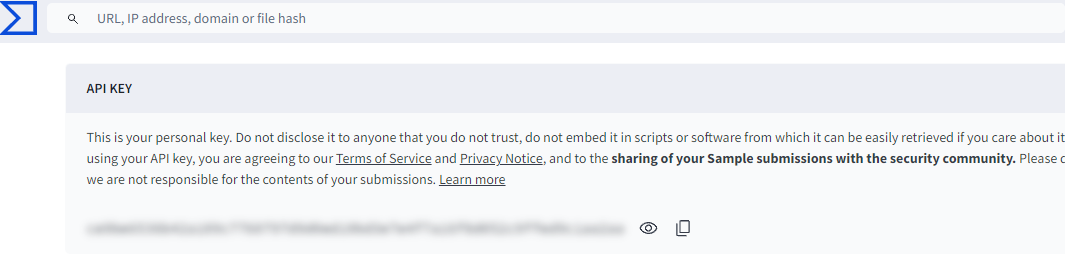 URL, IP address, domain or file hash
API KEY
This is your personal key. Do not disclose it to anyone that you do not trust, do not embed it in scripts or software from which it can be easily retrieved if you care about it
using your API key, you are agreeing to our Terms of Service and Privacy Notice, and to the sharing of your Sample submissions with the security community. Please
we are not responsible for the contents of your submissions. Learn more